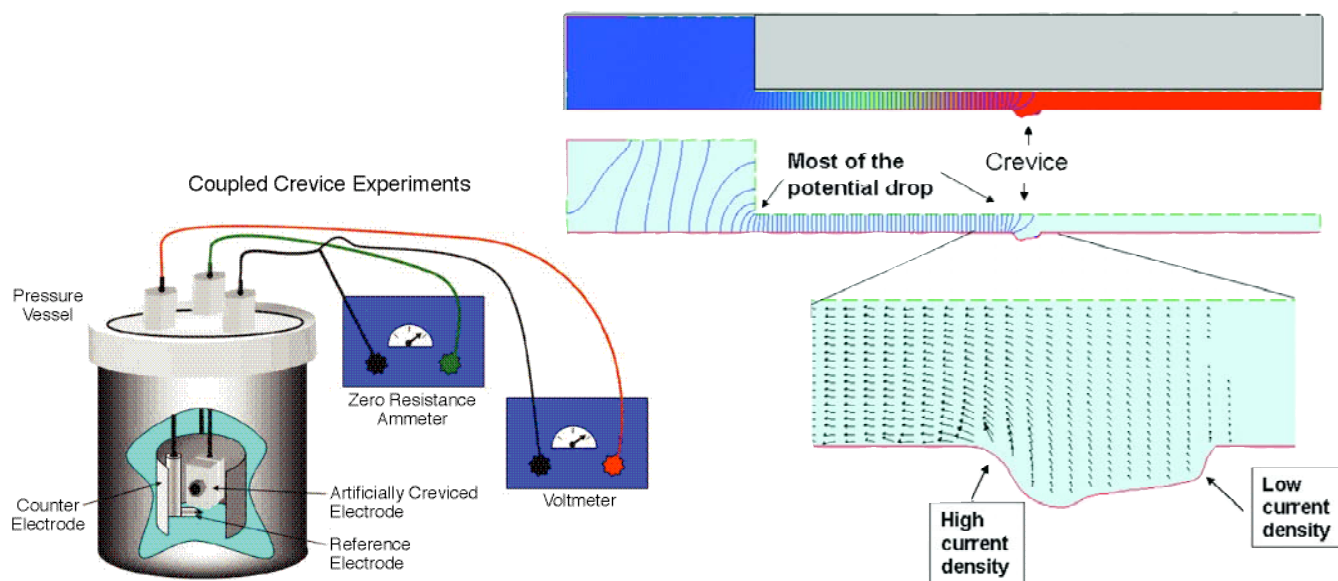 Coupled Crevice Experiments
Pressure
Vessel
Zero Resistance
Ammeter
Voltmeter
Counter
Electrode
Artificially Creviced
Electrode
Reference
Electrode
Most of the
potential drop
Crevice
High
current
density
Low
current
density